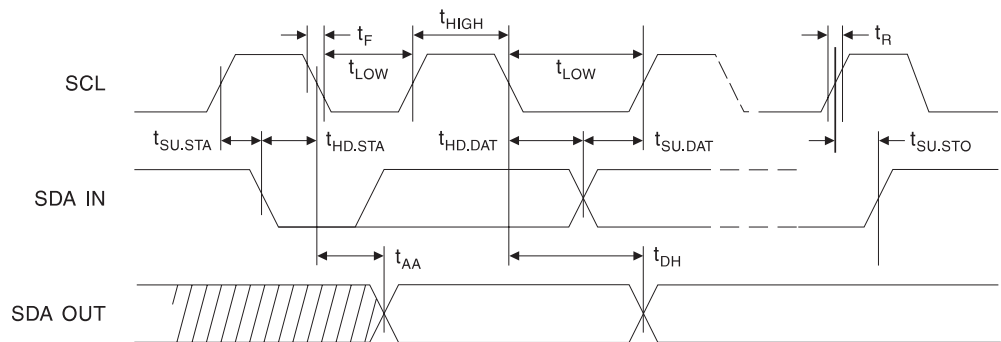 tHIGH
tF
tR
tLOW
tLOW
SCL
tSU.STA
tHD.STA
tHD.DAT
tSU.DAT
tSU.STO
SDA IN
tAA
tDH
SDA OUT